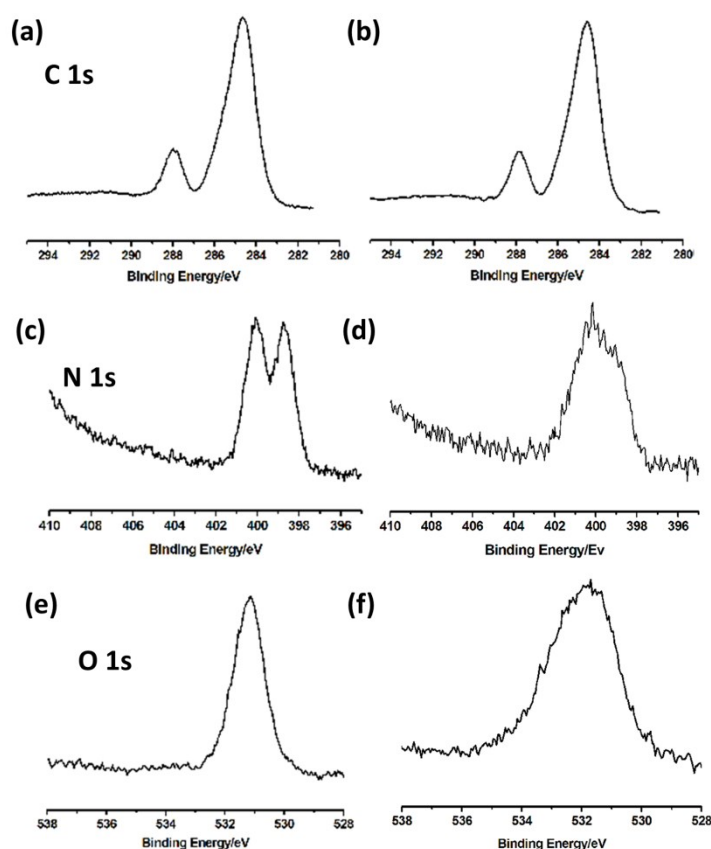 (a)
C 1s
294 292 290 288 286 284 282 280
Binding Energy/eV
(b)
294 292 290 288 286 284 282 280
Binding Energy/eV
(c)
N 1s
410 408 406 404 402 400 398 396
Binding Energy/eV
(d)
410 408 406 404 402 400 398 396
Binding Energy/Ev
(e)
O 1s
538 536 534 532 530 528
Binding Energy/eV
(f)
538 536 534 532 530 528
Binding Energy/eV